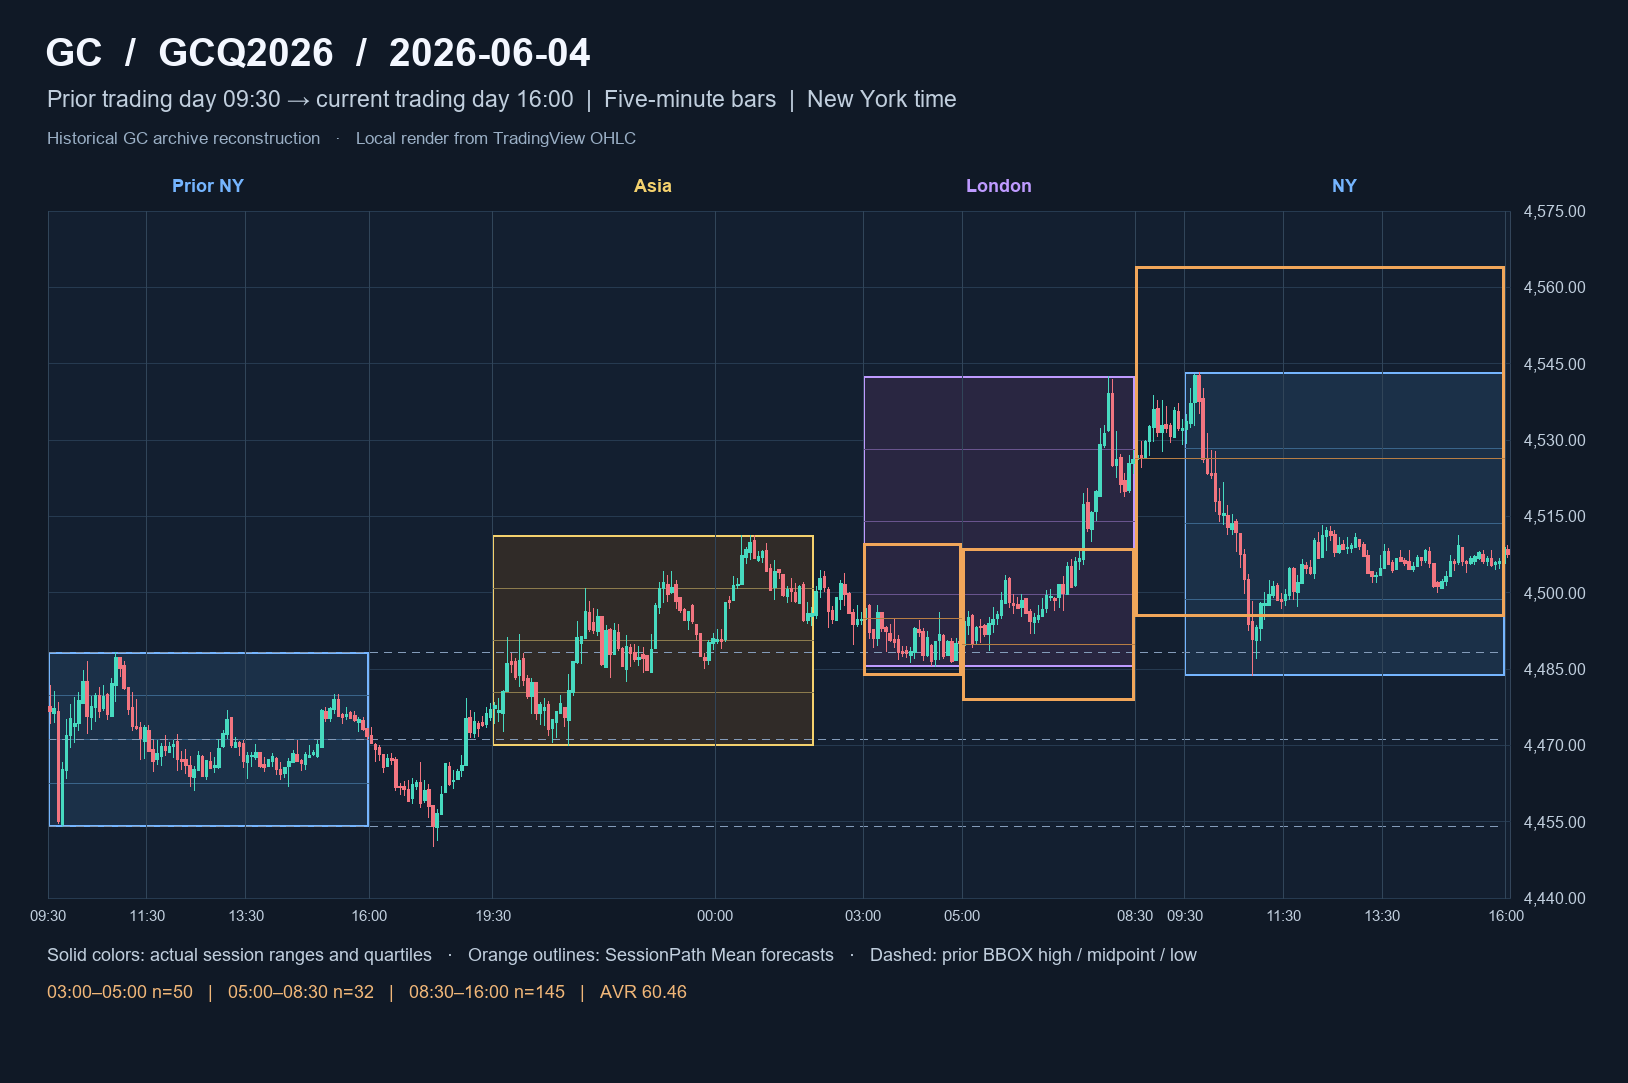 GC / GCQ2026 / 2026-06-04
Prior trading day 09:30 → current trading day 16:00 | Five-minute bars | New York time
Historical GC archive reconstruction · Local render from TradingView OHLC
Prior NY
Asia
London
NY
4,575.00
4,560.00
4,545.00
4,530.00
4,515.00
4,500.00
4,485.00
4,470.00
4,455.00
4,440.00
09:30 11:30 13:30 16:00 19:30 00:00 03:00 05:00 08:30 09:30 11:30 13:30 16:00
Solid colors: actual session ranges and quartiles · Orange outlines: SessionPath Mean forecasts · Dashed: prior BBOX high / midpoint / low
03:00–05:00 n=50 | 05:00–08:30 n=32 | 08:30–16:00 n=145 | AVR 60.46